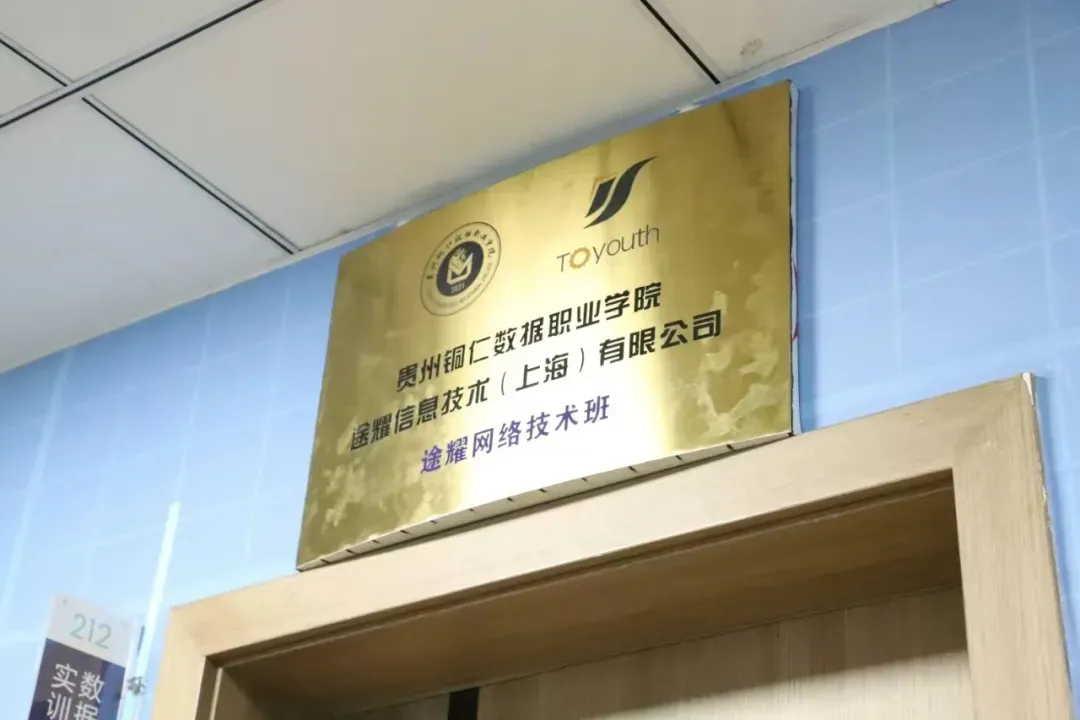 TOyouth
贵州铜仁数据职业学院
途耀信息技术（上海）有限公司
途耀网络技术班
212
数据
实训